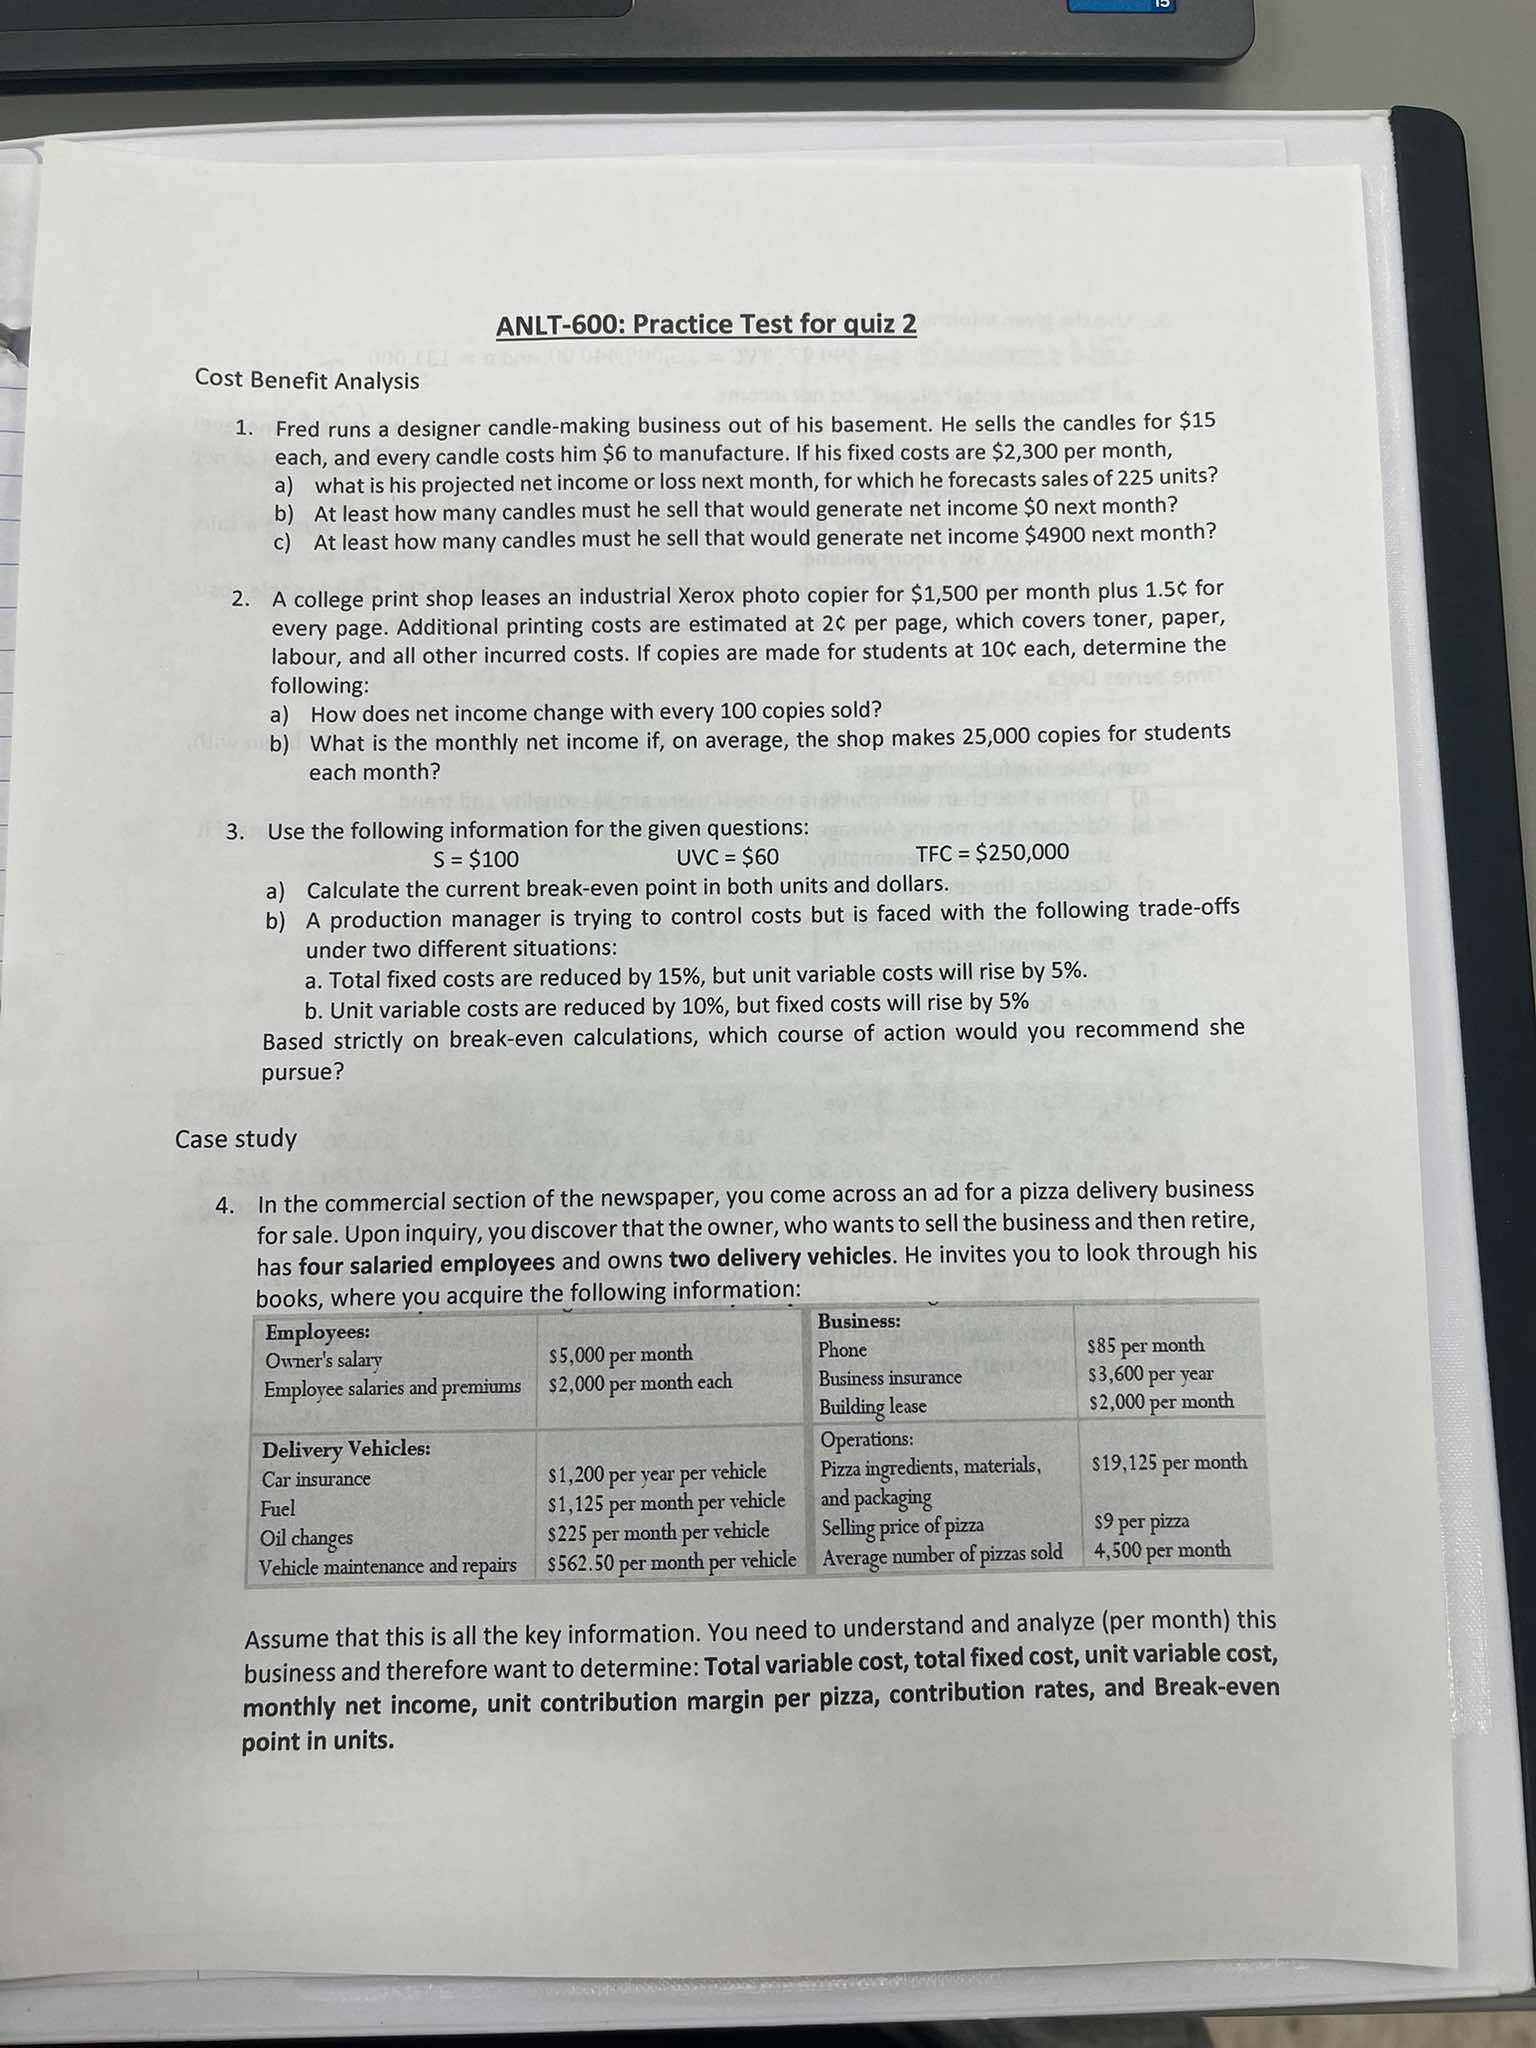 15
ANLT-600: Practice Test for quiz 2
Cost Benefit Analysis
1. Fred runs a designer candle-making business out of his basement. He sells the candles for $15
each, and every candle costs him $6 to manufacture. If his fixed costs are $2,300 per month,
a) what is his projected net income or loss next month, for which he forecasts sales of 225 units?
b) At least how many candles must he sell that would generate net income $0 next month?
c) At least how many candles must he sell that would generate net income $4900 next month?
2. A college print shop leases an industrial Xerox photo copier for $1,500 per month plus 1.5¢ for
every page. Additional printing costs are estimated at 2¢ per page, which covers toner, paper,
labour, and all other incurred costs. If copies are made for students at 10¢ each, determine the
following:
a) How does net income change with every 100 copies sold?
b) What is the monthly net income if, on average, the shop makes 25,000 copies for students
each month?
3. Use the following information for the given questions:
S = $100 UVC = $60 TFC = $250,000
a) Calculate the current break-even point in both units and dollars.
b) A production manager is trying to control costs but is faced with the following trade-offs
under two different situations:
a. Total fixed costs are reduced by 15%, but unit variable costs will rise by 5%.
b. Unit variable costs are reduced by 10%, but fixed costs will rise by 5%
Based strictly on break-even calculations, which course of action would you recommend she
pursue?
Case study
4. In the commercial section of the newspaper, you come across an ad for a pizza delivery business
for sale. Upon inquiry, you discover that the owner, who wants to sell the business and then retire,
has four salaried employees and owns two delivery vehicles. He invites you to look through his
books, where you acquire the following information:
Employees:
Owner's salary $5,000 per month
Employee salaries and premiums $2,000 per month each
Business:
Phone $85 per month
Business insurance $3,600 per year
Building lease $2,000 per month
Delivery Vehicles:
Car insurance $1,200 per year per vehicle
Fuel $1,125 per month per vehicle
Oil changes $225 per month per vehicle
Vehicle maintenance and repairs $562.50 per month per vehicle
Operations:
Pizza ingredients, materials, $19,125 per month
and packaging
Selling price of pizza $9 per pizza
Average number of pizzas sold 4,500 per month
Assume that this is all the key information. You need to understand and analyze (per month) this
business and therefore want to determine: Total variable cost, total fixed cost, unit variable cost,
monthly net income, unit contribution margin per pizza, contribution rates, and Break-even
point in units.